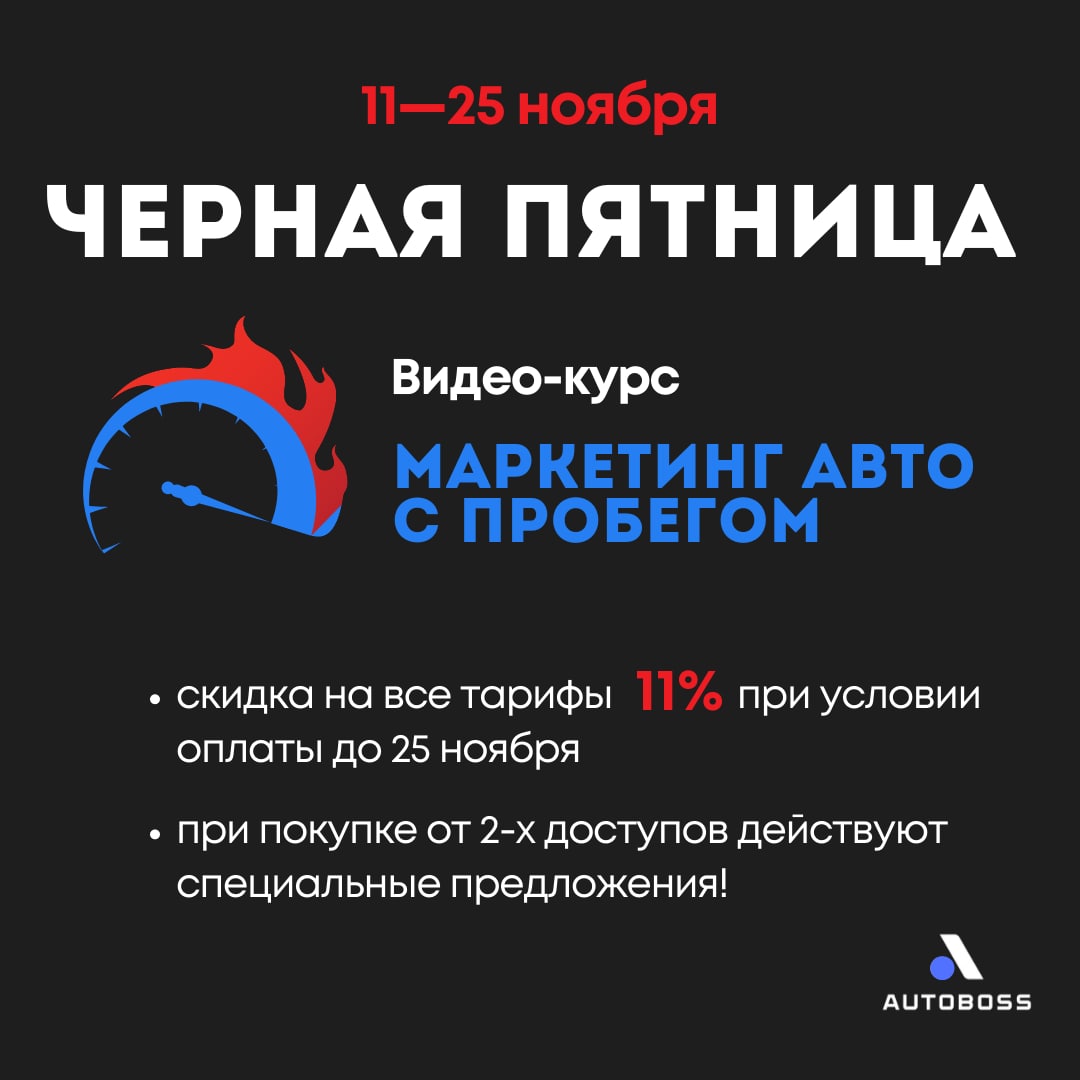 11—25 ноября
ЧЕРНАЯ ПЯТНИЦА
Видео-курс
МАРКЕТИНГ АВТО
С ПРОБЕГОМ
• скидка на все тарифы 11% при условии
оплаты до 25 ноября
• при покупке от 2-х доступов действуют
специальные предложения!
AUTOBOSS